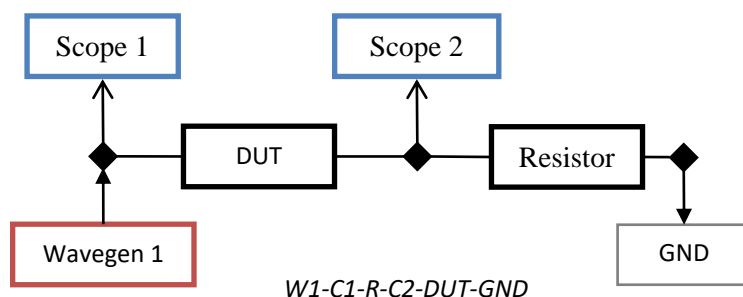 Scope 1
Scope 2
DUT
Resistor
Wavegen 1
GND
W1-C1-R-C2-DUT-GND